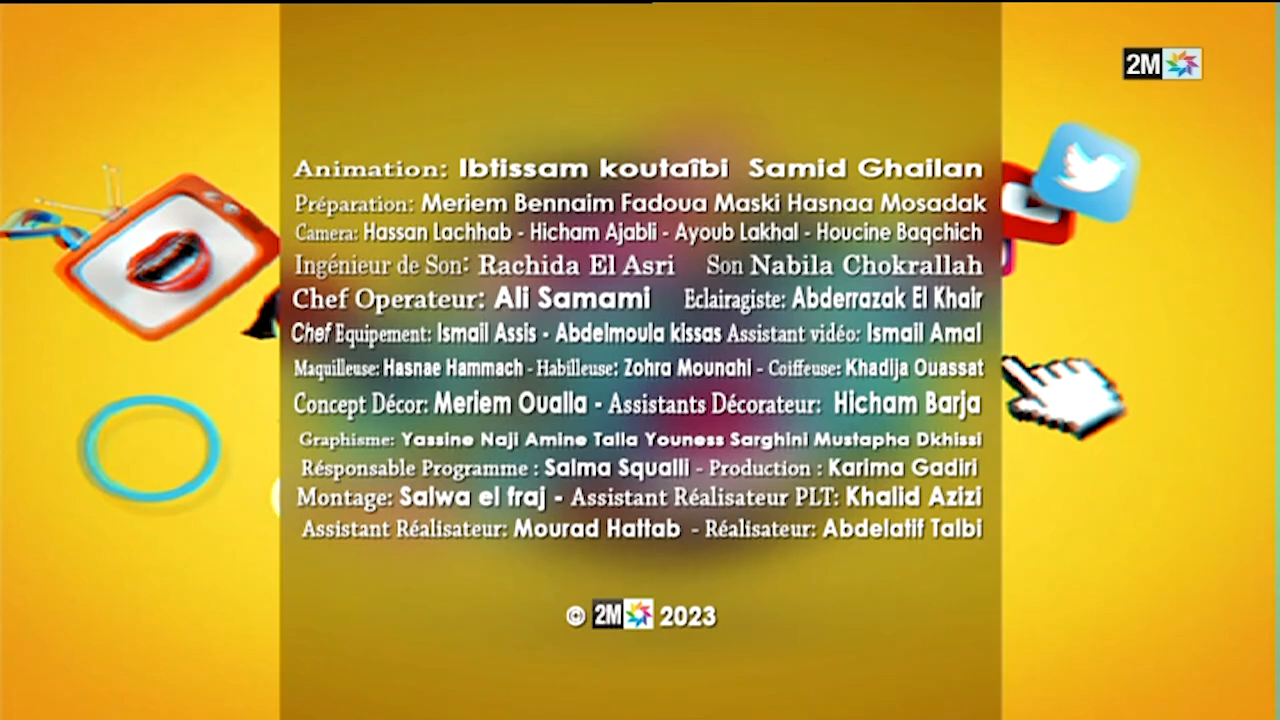 2M
Animation: Ibtissam koutaïbi Samid Ghailan
Préparation: Meriem Bennaim Fadoua Maski Hasnaa Mosadak
Camera: Hassan Lachhab - Hicham Ajabli - Ayoub Lakhal - Houcine Baqchich
Ingénieur de Son: Rachida El Asri Son Nabila Chokrallah
Chef Operateur: Ali Samami Eclairagiste: Abderrazak El Khair
Chef Equipement: Ismail Assis - Abdelmoula kissas Assistant vidéo: Ismail Amal
Maquilleuse: Hasnae Hammach - Habilleuse: Zohra Mounahi - Coiffeuse: Khadija Ouassat
Concept Décor: Meriem Oualla - Assistants Décorateur: Hicham Barja
Graphisme: Yassine Naji Amine Talla Youness Sarghini Mustapha Dkhissi
Résponsable Programme : Salma Squalli - Production : Karima Gadiri
Montage: Salwa el fraj - Assistant Réalisateur PLT: Khalid Azizi
Assistant Réalisateur: Mourad Hattab - Réalisateur: Abdelatif Talbi
© 2M 2023